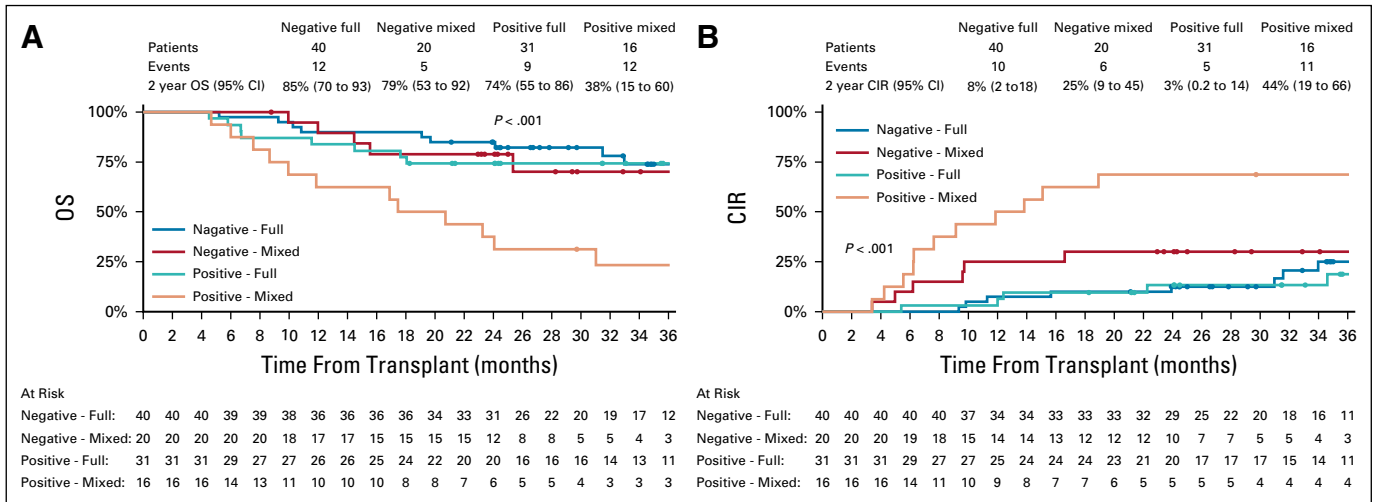 A
Negative full Negative mixed Positive full Positive mixed
Patients 40 20 31 16
Events 12 5 9 12
2 year OS (95% CI) 85% (70 to 93) 79% (53 to 92) 74% (55 to 86) 38% (15 to 60)
100%
75%
50%
25%
0%
OS
P < .001
Nagative - Full
Negative - Mixed
Positive - Full
Positive - Mixed
0 2 4 6 8 10 12 14 16 18 20 22 24 26 28 30 32 34 36
Time From Transplant (months)
At Risk
Negative - Full: 40 40 40 39 39 38 36 36 36 36 34 33 31 26 22 20 19 17 12
Negative - Mixed: 20 20 20 20 20 18 17 17 15 15 15 15 12 8 8 5 5 4 3
Positive - Full: 31 31 31 29 27 27 26 26 25 24 22 20 20 16 16 16 14 13 11
Positive - Mixed: 16 16 16 14 13 11 10 10 10 8 8 7 6 5 5 4 3 3 3
B
Negative full Negative mixed Positive full Positive mixed
Patients 40 20 31 16
Events 10 6 5 11
2 year CIR (95% CI) 8% (2 to18) 25% (9 to 45) 3% (0.2 to 14) 44% (19 to 66)
100%
75%
50%
25%
0%
CIR
Nagative - Full
Negative - Mixed
Positive - Full
Positive - Mixed
P < .001
0 2 4 6 8 10 12 14 16 18 20 22 24 26 28 30 32 34 36
Time From Transplant (months)
At Risk
Negative - Full: 40 40 40 40 40 37 34 34 33 33 33 32 29 25 22 20 18 16 11
Negative - Mixed: 20 20 20 19 18 15 14 14 13 12 12 12 10 7 7 5 5 4 3
Positive - Full: 31 31 31 29 27 27 25 24 24 24 23 21 20 17 17 17 15 14 11
Positive - Mixed: 16 16 16 14 11 10 9 8 7 7 6 5 5 5 5 4 4 4 4